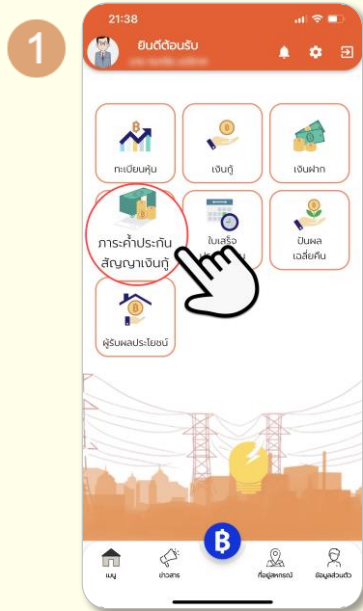 1
21:38
ยินดีต้อนรับ
ทะเบียนหุ้น
เงินกู้
เงินฝาก
ภาระค้ำประกัน
สัญญาเงินกู้
ใบเสร็จ
ปันผล
เฉลี่ยคืน
ผู้รับผลประโยชน์
เมนู
ข่าวสาร
ที่อยู่สหกรณ์
ข้อมูลส่วนตัว